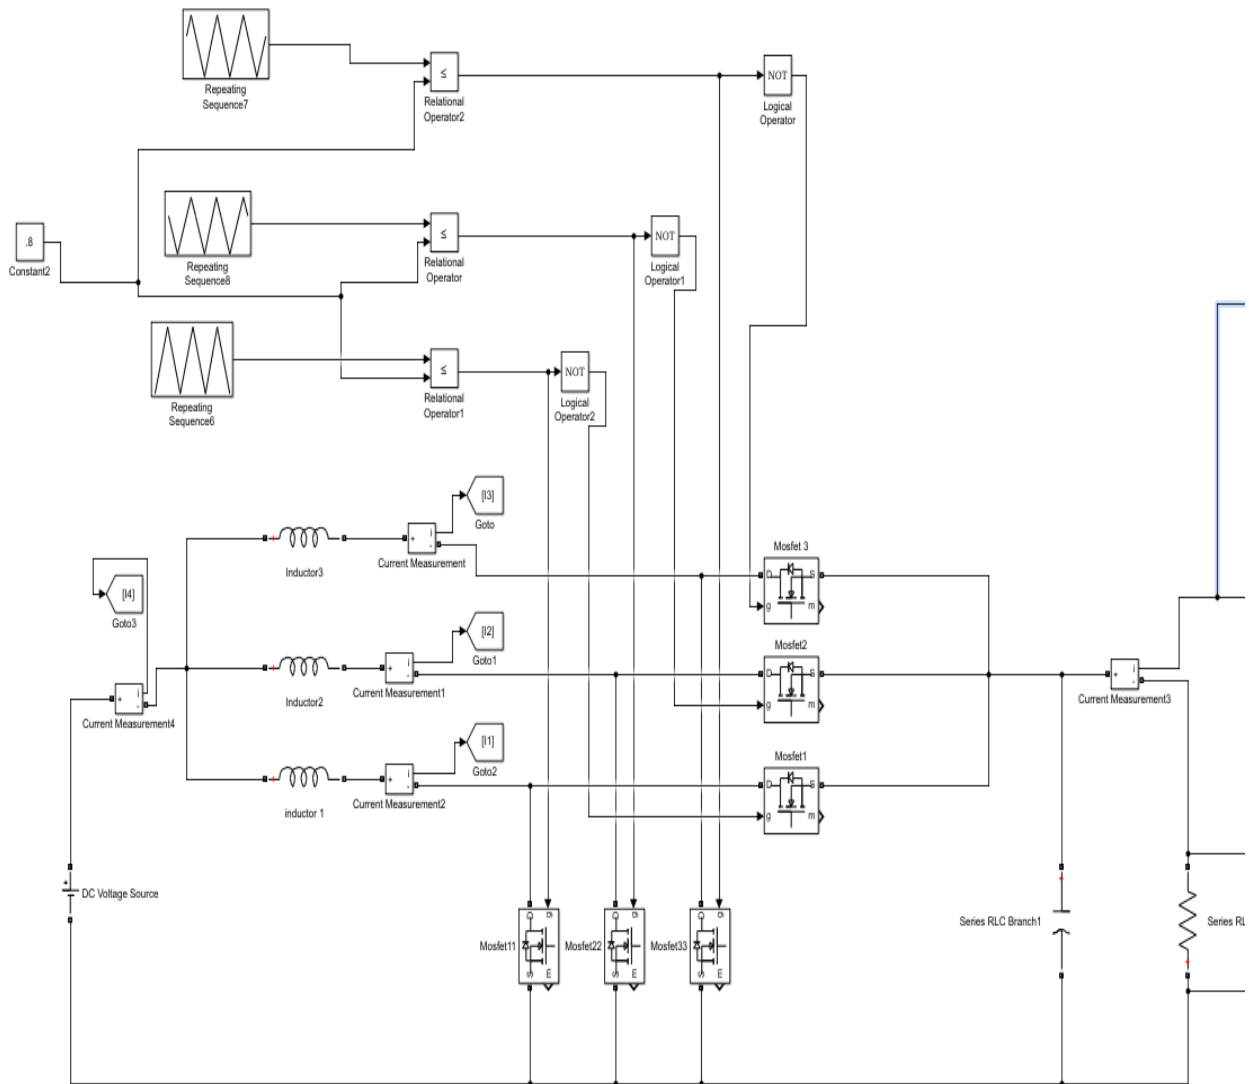 Repeating
Sequence7
≤
Relational
Operator2
NOT
Logical
Operator
.8
Constant2
Repeating
Sequence8
≤
Relational
Operator
NOT
Logical
Operator1
Repeating
Sequence6
≤
Relational
Operator1
NOT
Logical
Operator2
[I3]
Goto
+
i
-
Current Measurement
Inductor3
[I4]
Goto3
Mosfet 3
D
S
g
m
[I2]
Goto1
+
i
-
Current Measurement1
Inductor2
+
i
-
Current Measurement4
Mosfet2
D
S
g
m
+
i
-
Current Measurement3
[I1]
Goto2
+
i
-
Current Measurement2
inductor 1
Mosfet1
D
S
g
m
+
DC Voltage Source
Mosfet11
D
g
S
m
Mosfet22
D
g
S
m
Mosfet33
D
g
S
m
+
Series RLC Branch1
Series RL
+